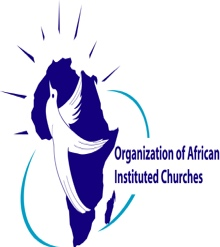 Organization of African
Instituted Churches